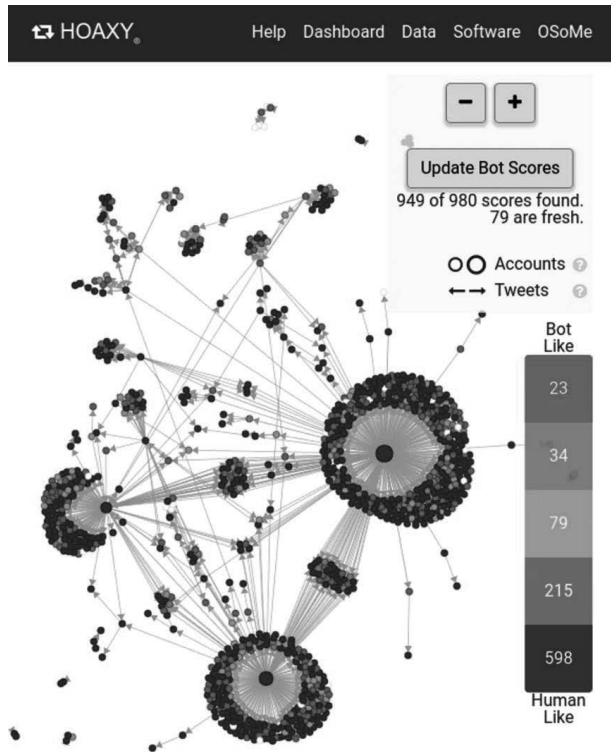 HOAXY®
Help Dashboard Data Software OSoMe
− +
Update Bot Scores
949 of 980 scores found.
79 are fresh.
Accounts ?
Tweets ?
Bot
Like
23
34
79
215
598
Human
Like